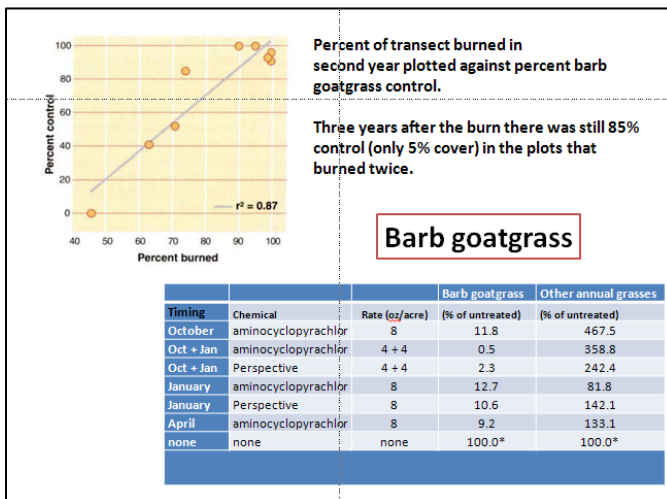 Percent of transect burned in
second year plotted against percent barb
goatgrass control.
Three years after the burn there was still 85%
control (only 5% cover) in the plots that
burned twice.
Percent control
100
80
60
40
20
0
r² = 0.87
40 50 60 70 80 90 100
Percent burned
Barb goatgrass
Barb goatgrass Other annual grasses
Timing Chemical Rate (oz/acre) (% of untreated) (% of untreated)
October aminocyclopyrachlor 8 11.8 467.5
Oct + Jan aminocyclopyrachlor 4 + 4 0.5 358.8
Oct + Jan Perspective 4 + 4 2.3 242.4
January aminocyclopyrachlor 8 12.7 81.8
January Perspective 8 10.6 142.1
April aminocyclopyrachlor 8 9.2 133.1
none none none 100.0* 100.0*